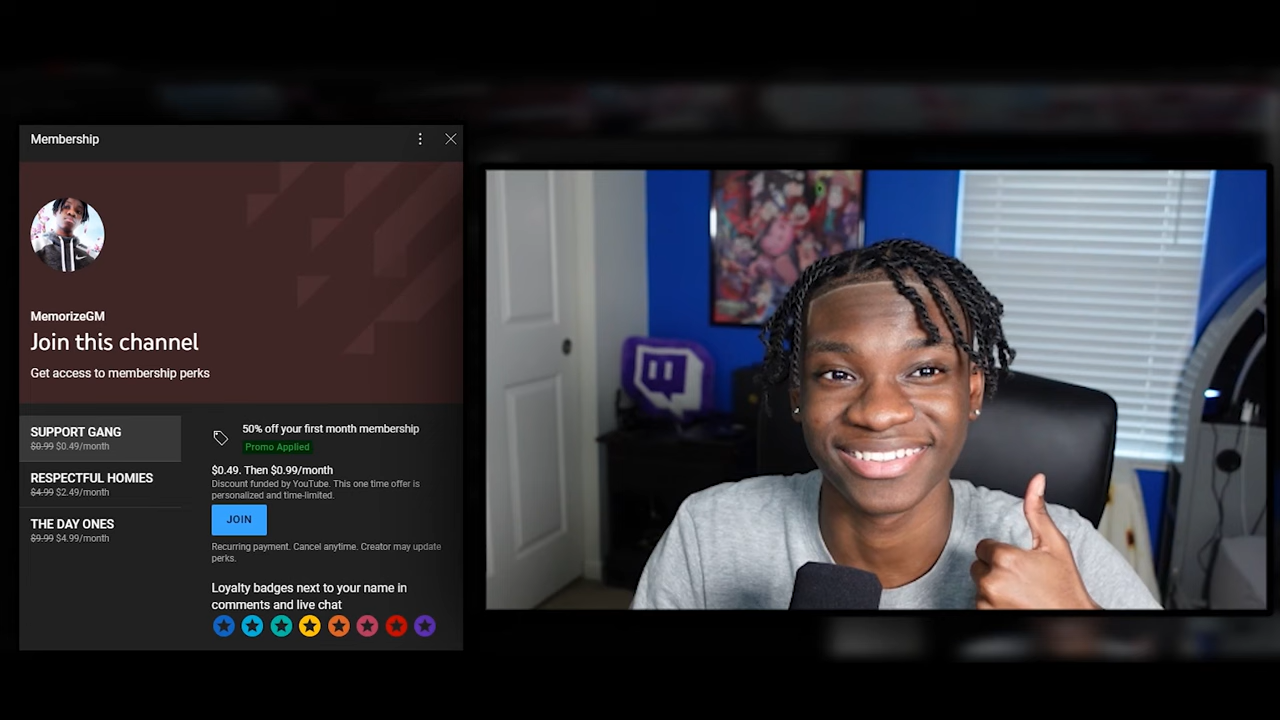 Membership
MemorizeGM
Join this channel
Get access to membership perks
SUPPORT GANG
$0.99 $0.49/month
RESPECTFUL HOMIES
$4.99 $2.49/month
THE DAY ONES
$9.99 $4.99/month
50% off your first month membership
Promo Applied
$0.49. Then $0.99/month
Discount funded by YouTube. This one time offer is
personalized and time-limited.
JOIN
Recurring payment. Cancel anytime. Creator may update
perks.
Loyalty badges next to your name in
comments and live chat